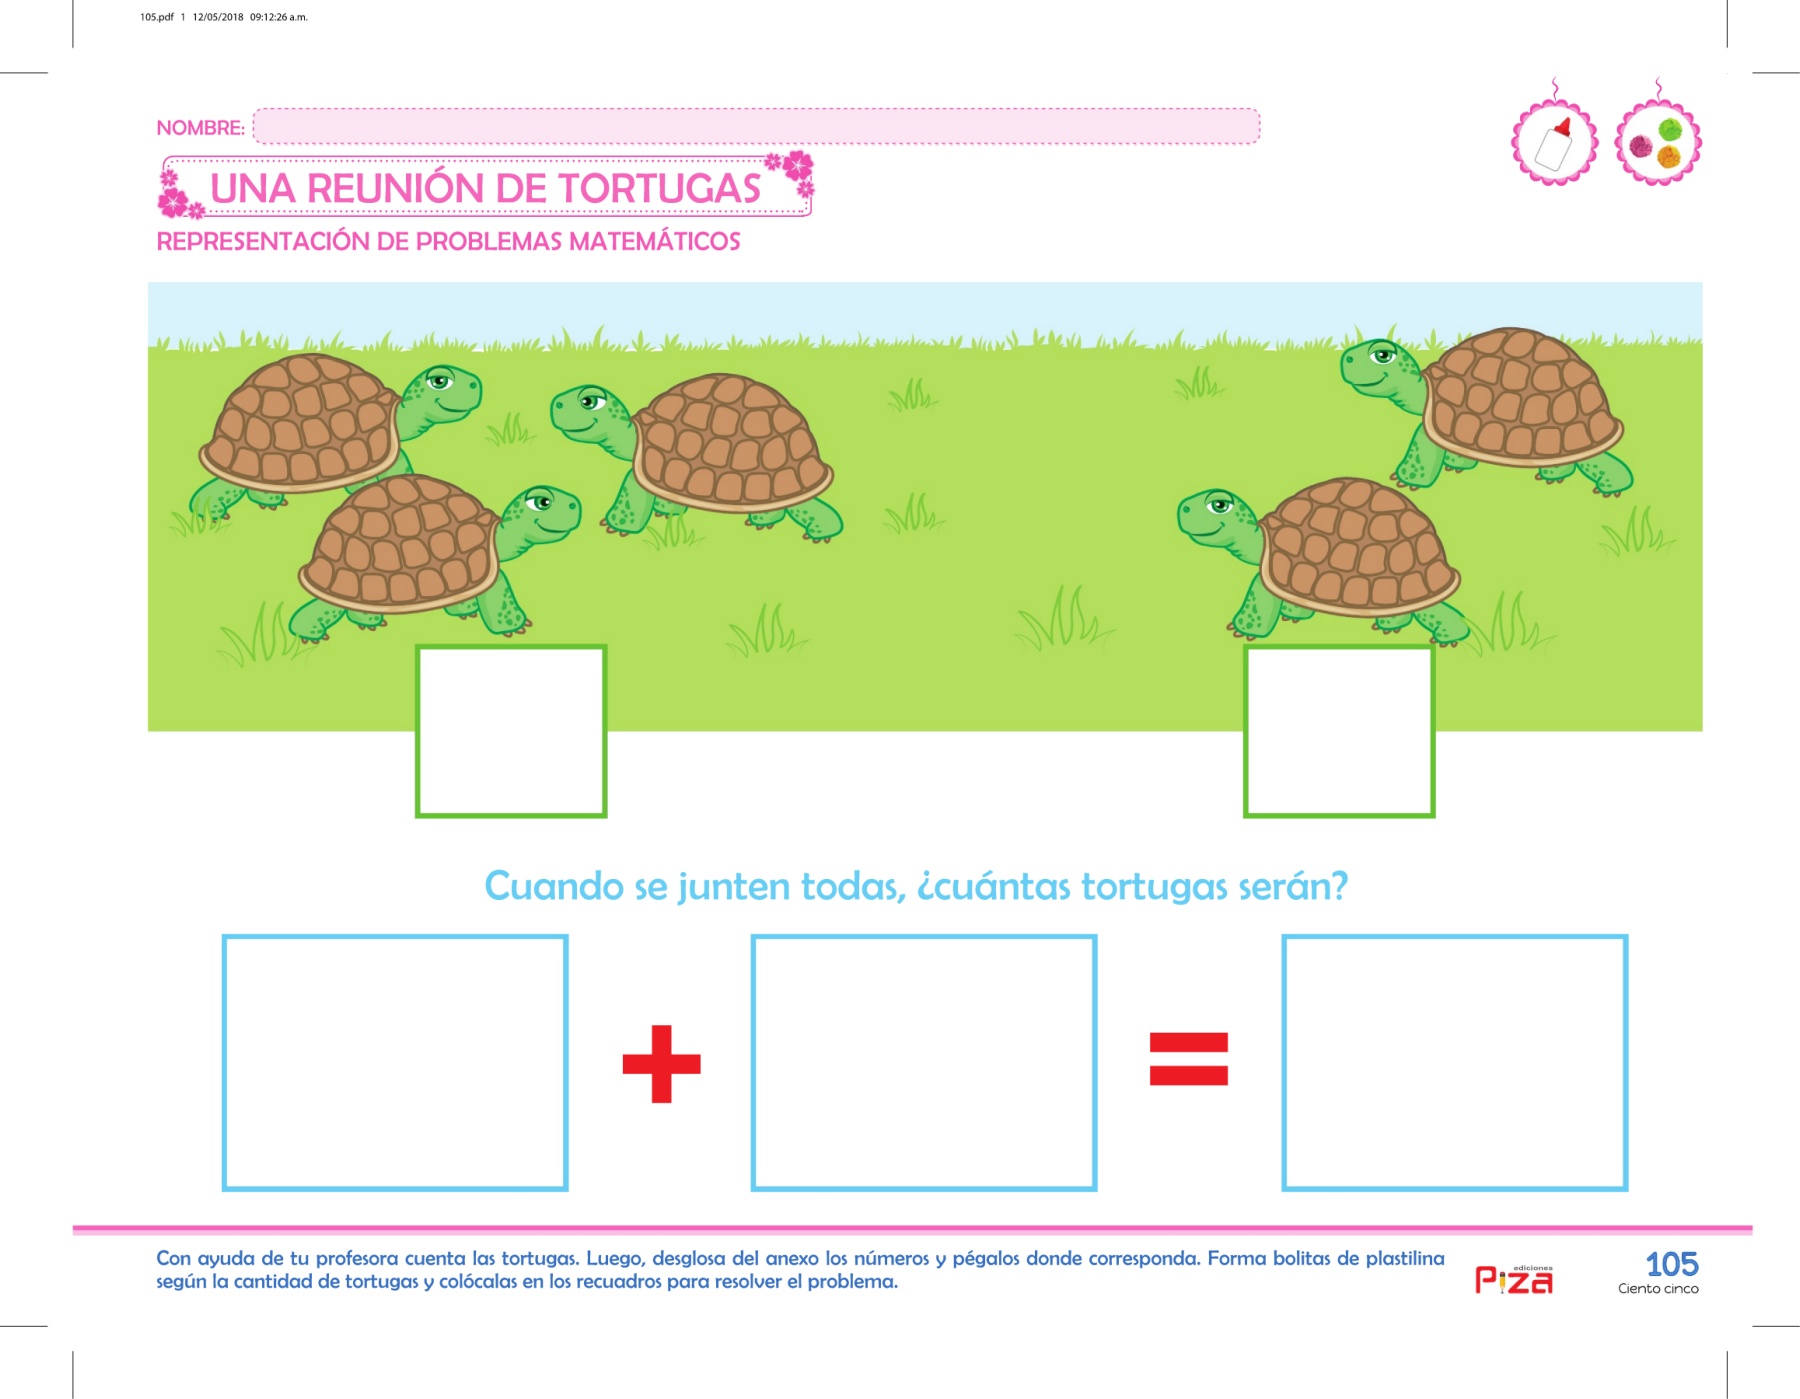 105.pdf 1 12/05/2018 09:12:26 a.m.
NOMBRE:
UNA REUNIÓN DE TORTUGAS
REPRESENTACIÓN DE PROBLEMAS MATEMÁTICOS
Cuando se junten todas, ¿cuántas tortugas serán?
+ =
Con ayuda de tu profesora cuenta las tortugas. Luego, desglosa del anexo los números y pégalos donde corresponda. Forma bolitas de plastilina
según la cantidad de tortugas y colócalas en los recuadros para resolver el problema.
ediciones
Piza
105
Ciento cinco